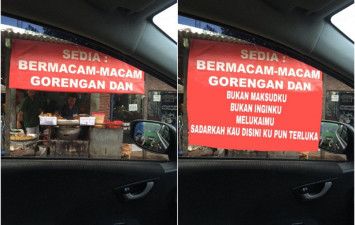 SEDIA :
BERMACAM-MACAM
GORENGAN DAN
SEDIA :
BERMACAM-MACAM
GORENGAN DAN
BUKAN MAKSUDKU
BUKAN INGINKU
MELUKAIMU
SADARKAH KAU DISINI KU PUN TERLUKA